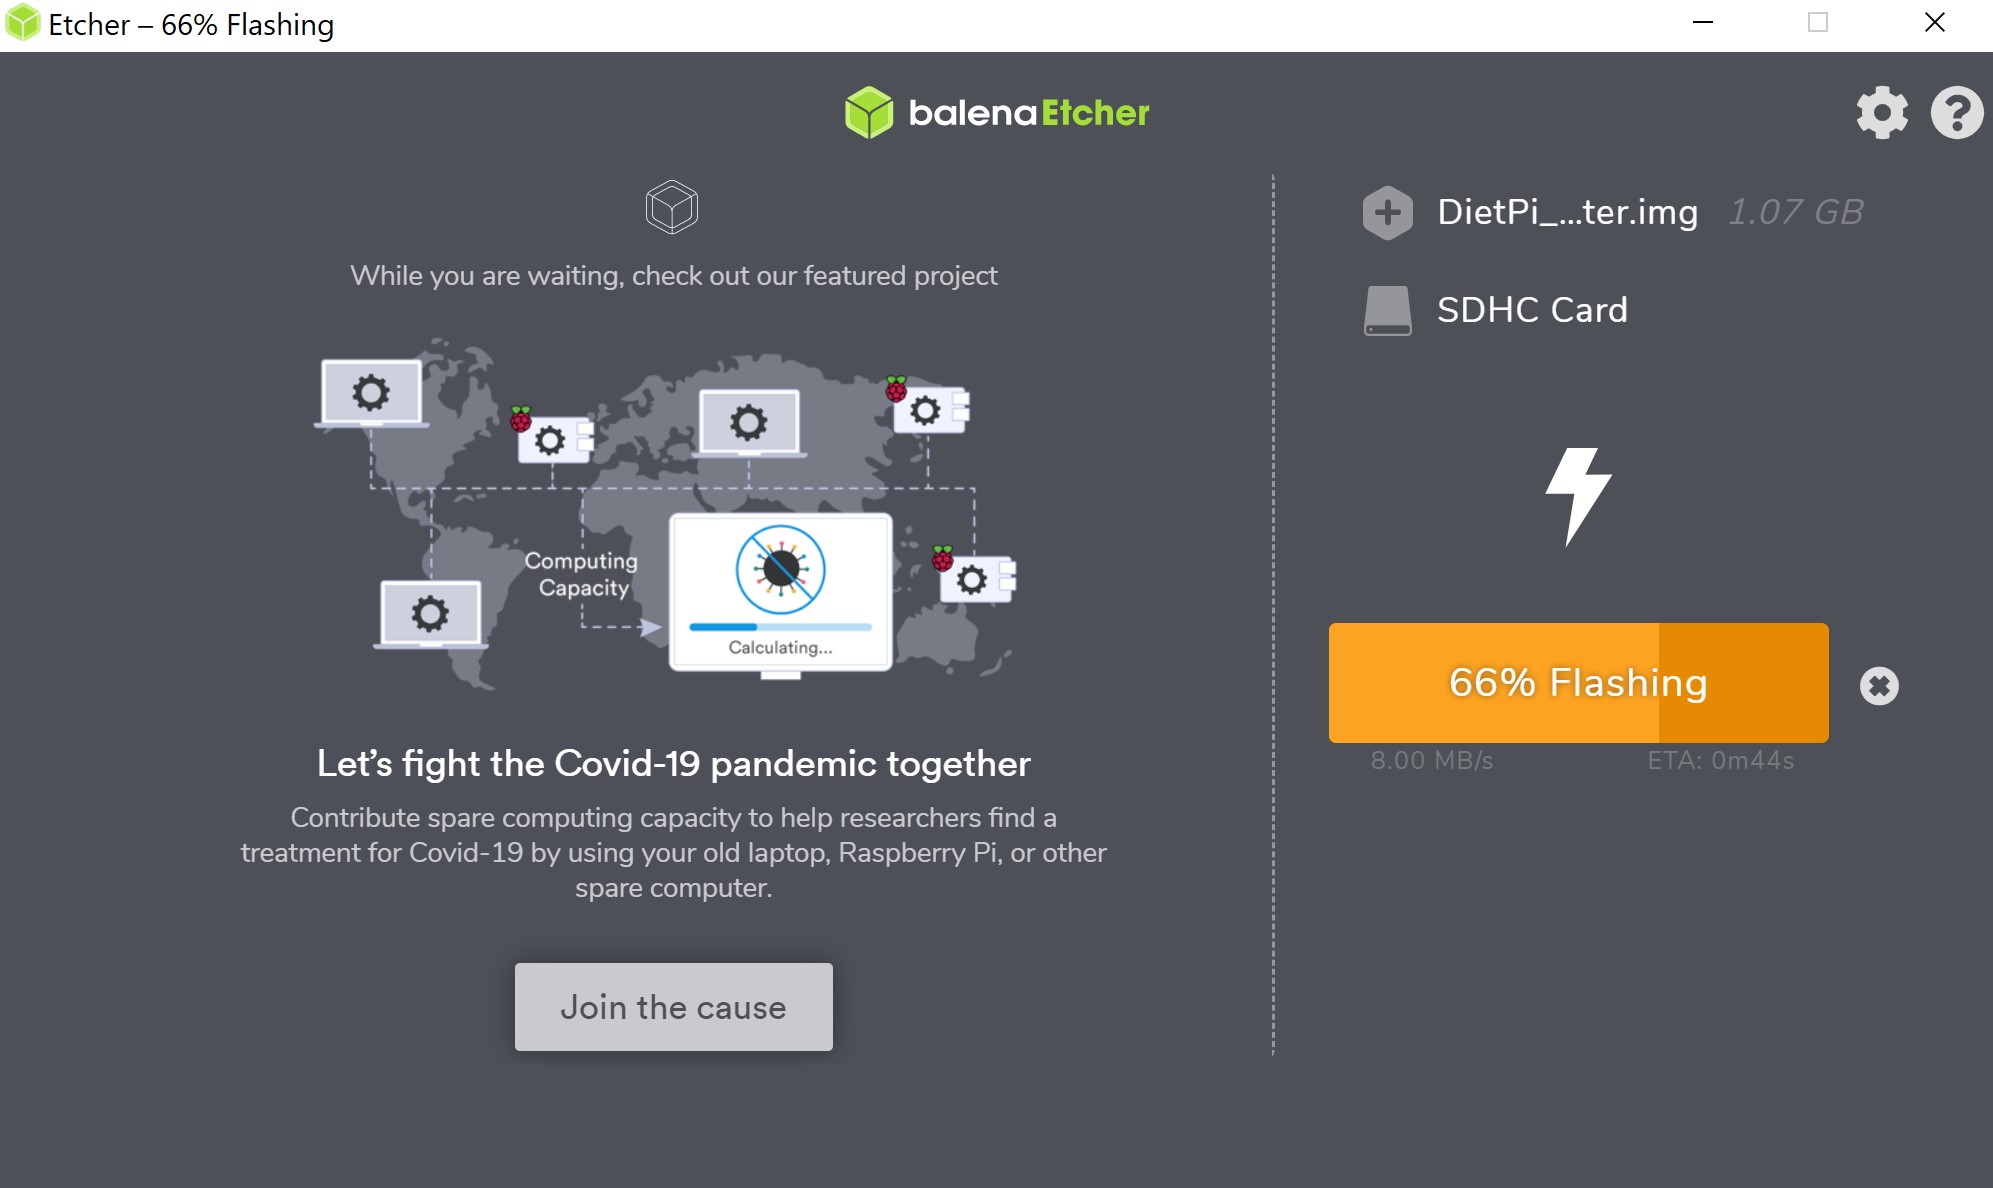 Etcher – 66% Flashing
balenaEtcher
While you are waiting, check out our featured project
Computing
Capacity
Calculating...
Let’s fight the Covid-19 pandemic together
Contribute spare computing capacity to help researchers find a
treatment for Covid-19 by using your old laptop, Raspberry Pi, or other
spare computer.
Join the cause
DietPi_...ter.img 1.07 GB
SDHC Card
66% Flashing
8.00 MB/s ETA: 0m44s